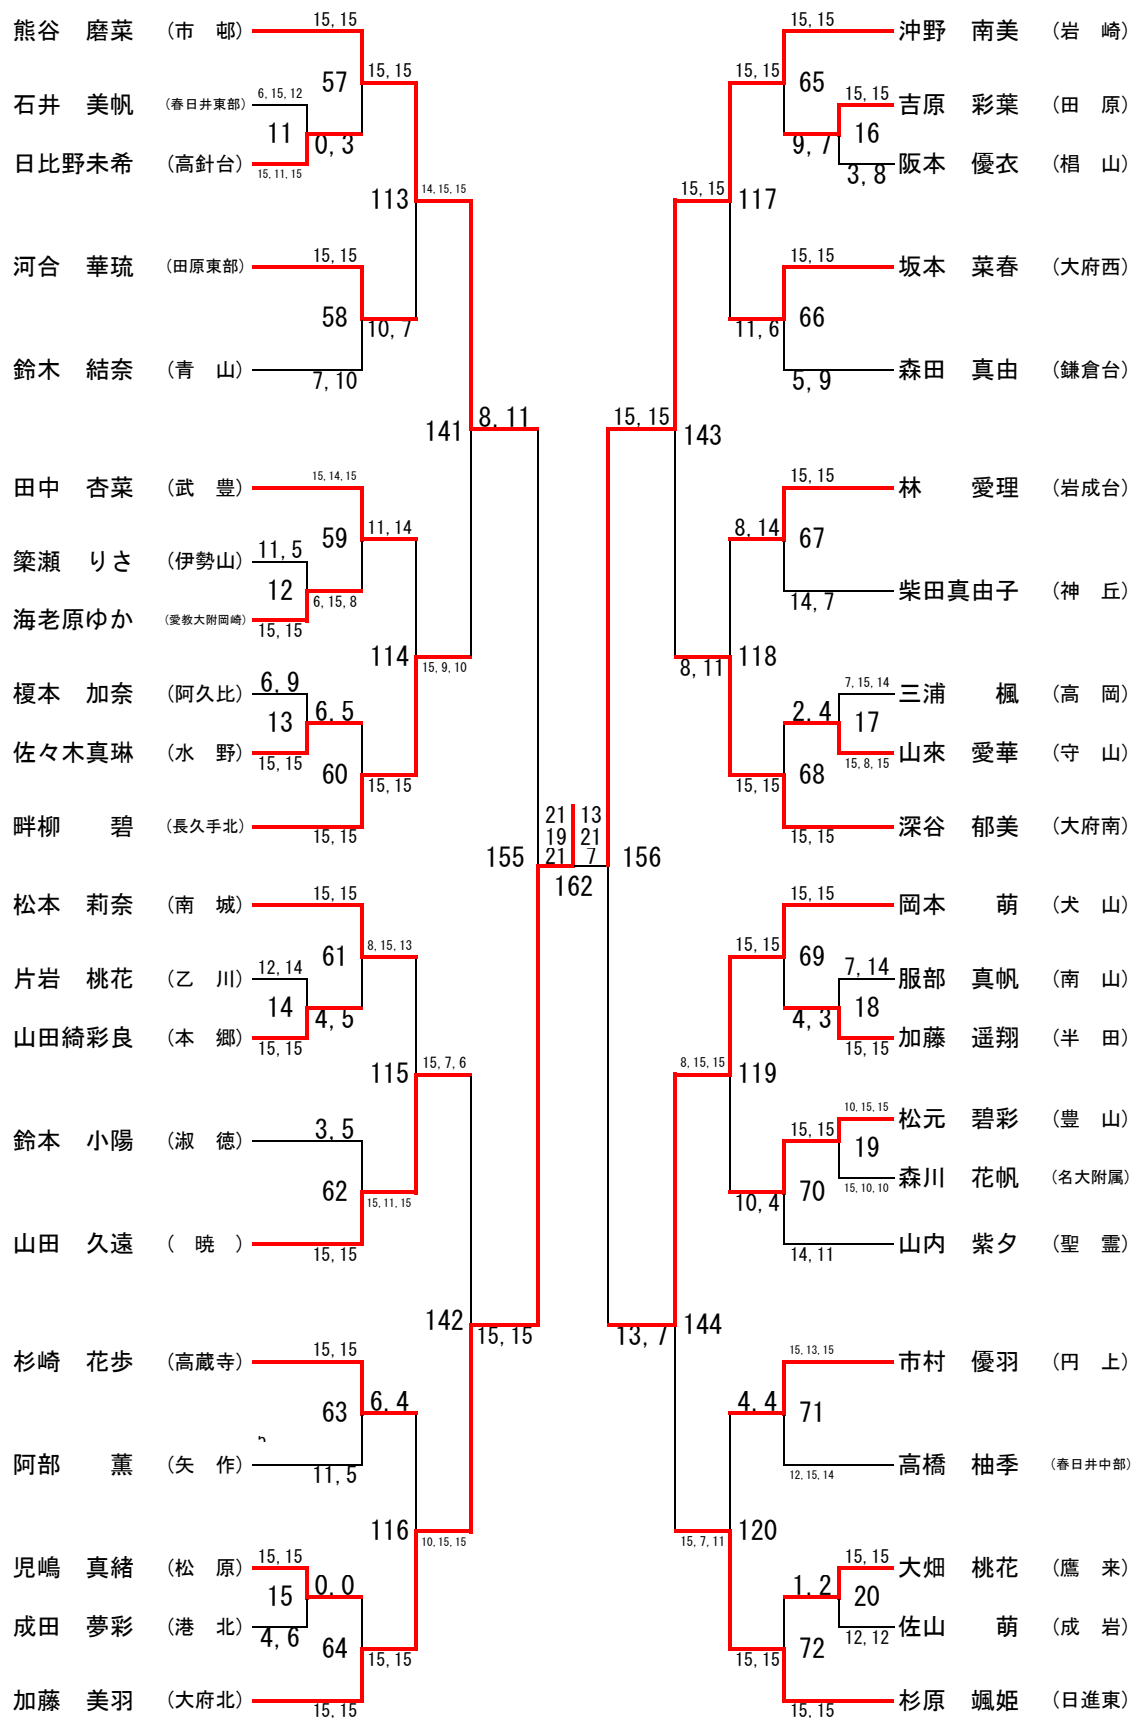 熊谷　磨菜 （市　邨） 15, 15
57 15, 15
石井　美帆 （春日井東部） 6, 15, 12
11 0, 3
日比野未希 （高針台） 15, 11, 15
113 14, 15, 15
河合　華琉 （田原東部） 15, 15
58 10, 7
鈴木　結奈 （青　山） 7, 10
141 8, 11
田中　杏菜 （武　豊） 15, 14, 15
59 11, 14
簗瀬　りさ （伊勢山） 11, 5
12 6, 15, 8
海老原ゆか （愛教大附岡崎） 15, 15
114 15, 9, 10
榎本　加奈 （阿久比） 6, 9
13 6, 5
佐々木真琳 （水　野） 15, 15
60 15, 15
畔柳　　碧 （長久手北） 15, 15
155
松本　莉奈 （南　城） 15, 15
61 8, 15, 13
片岩　桃花 （乙　川） 12, 14
14 4, 5
山田綺彩良 （本　郷） 15, 15
115 15, 7, 6
鈴本　小陽 （淑　徳） 3, 5
62 15, 11, 15
山田　久遠 （　暁　） 15, 15
142 15, 15
杉崎　花歩 （高蔵寺） 15, 15
63 6, 4
阿部　　薫 （矢　作） 11, 5
116 10, 15, 15
児嶋　真緒 （松　原） 15, 15
15 0, 0
成田　夢彩 （港　北） 4, 6
64 15, 15
加藤　美羽 （大府北） 15, 15
21 13
19 21
21 7
162
15, 15 沖野　南美 （岩　崎）
15, 15 65
15, 15 吉原　彩葉 （田　原）
9, 7 16
3, 8 阪本　優衣 （椙　山）
15, 15 117
15, 15 坂本　菜春 （大府西）
11, 6 66
5, 9 森田　真由 （鎌倉台）
15, 15 143
15, 15 林　　愛理 （岩成台）
8, 14 67
14, 7 柴田真由子 （神　丘）
8, 11 118
7, 15, 14 三浦　　楓 （高　岡）
2, 4 17
15, 8, 15 山來　愛華 （守　山）
15, 15 68
15, 15 深谷　郁美 （大府南）
156
15, 15 岡本　　萌 （犬　山）
15, 15 69
7, 14 服部　真帆 （南　山）
4, 3 18
15, 15 加藤　遥翔 （半　田）
8, 15, 15 119
10, 15, 15 松元　碧彩 （豊　山）
15, 15 19
15, 10, 10 森川　花帆 （名大附属）
10, 4 70
14, 11 山内　紫夕 （聖　霊）
13, 7 144
15, 13, 15 市村　優羽 （円　上）
4, 4 71
12, 15, 14 高橋　柚季 （春日井中部）
15, 7, 11 120
15, 15 大畑　桃花 （鷹　来）
1, 2 20
12, 12 佐山　　萌 （成　岩）
15, 15 72
15, 15 杉原　颯姫 （日進東）